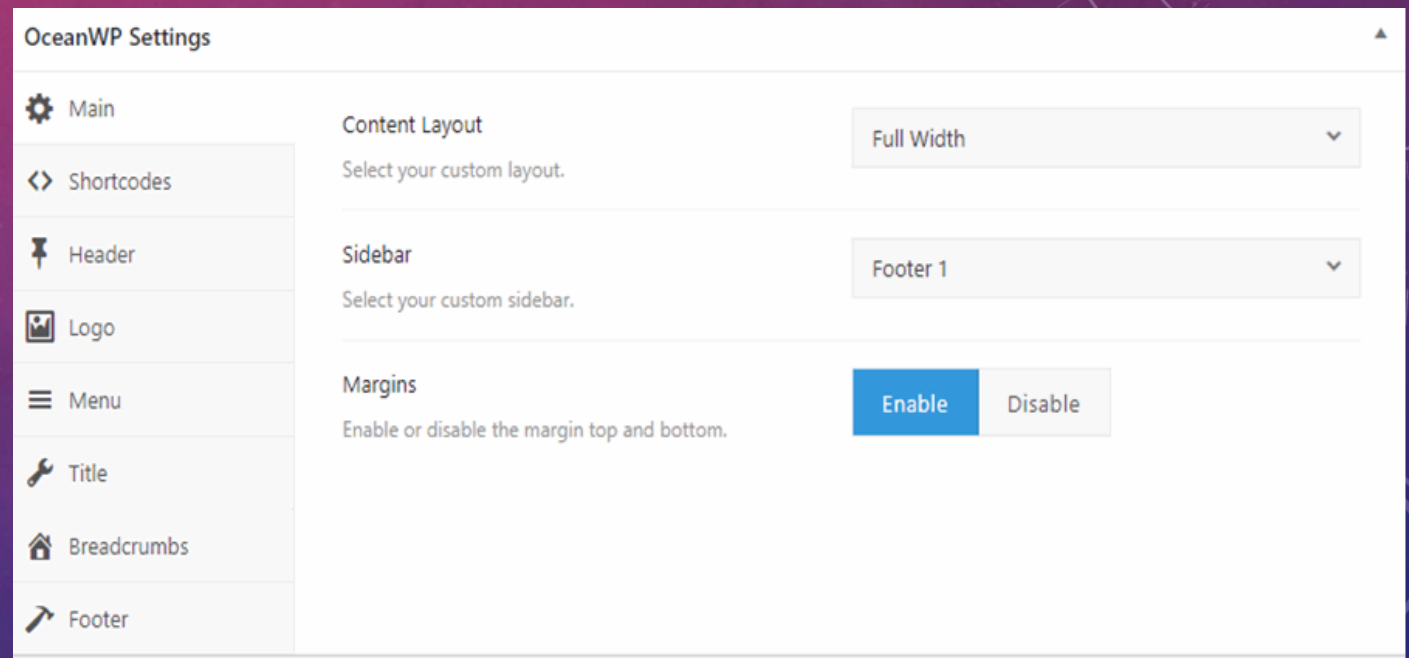 OceanWP Settings
Main
Shortcodes
Header
Logo
Menu
Title
Breadcrumbs
Footer
Content Layout
Select your custom layout.
Full Width
Sidebar
Select your custom sidebar.
Footer 1
Margins
Enable or disable the margin top and bottom.
Enable
Disable